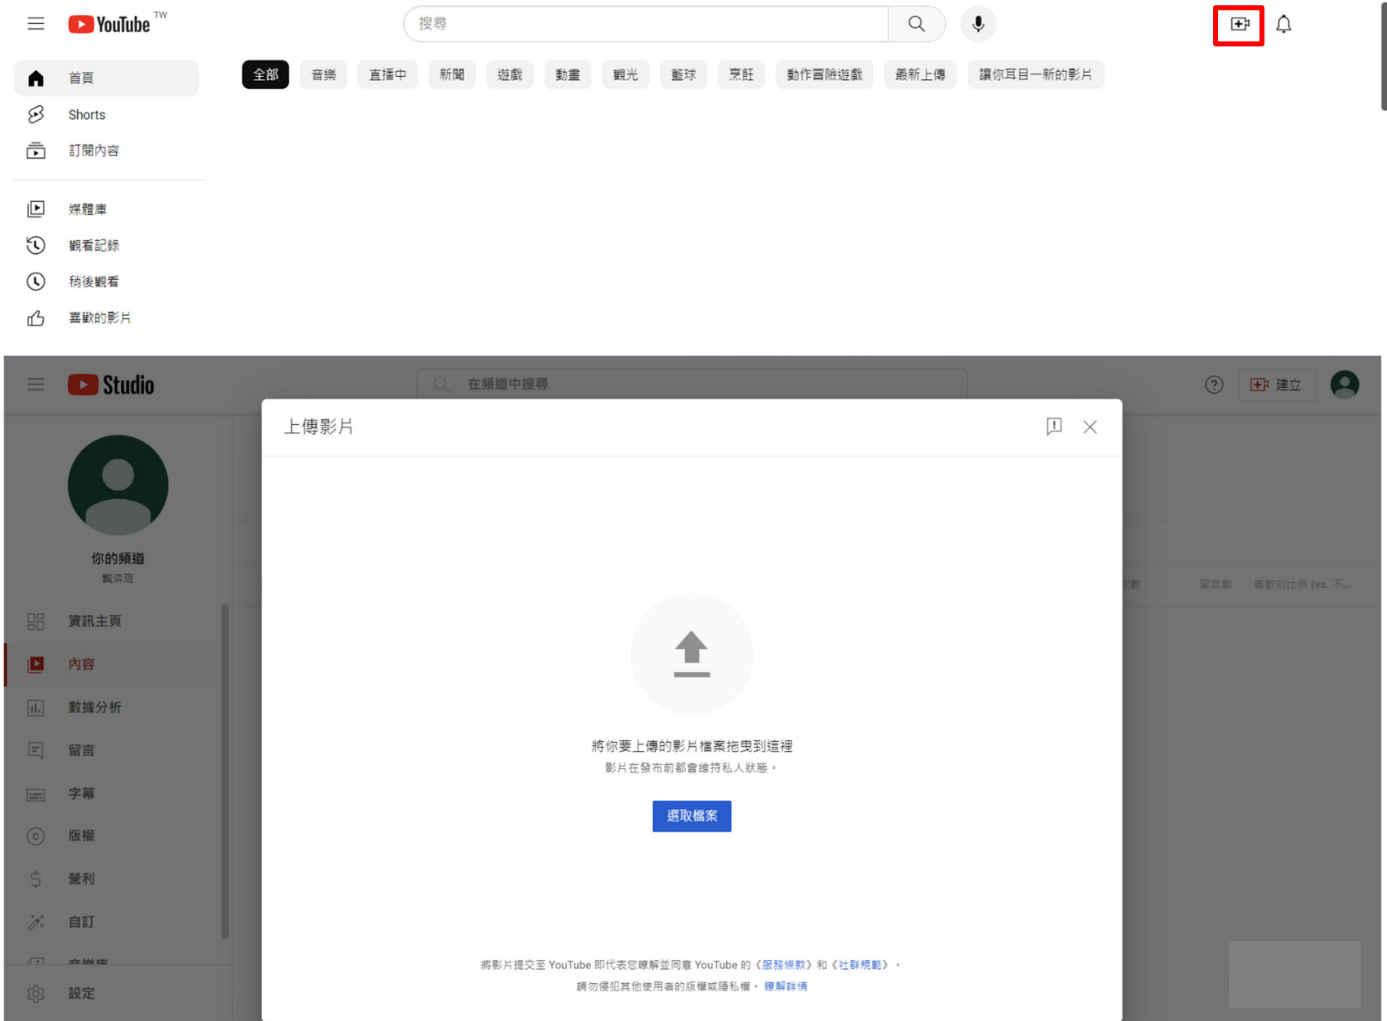 YouTube TW
搜尋
首頁
全部 音樂 直播中 新聞 遊戲 動畫 觀光 籃球 烹飪 動作冒險遊戲 最新上傳 讓你耳目一新的影片
Shorts
訂閱內容
媒體庫
觀看記錄
稍後觀看
喜歡的影片
Studio
在頻道中搜尋
建立
上傳影片
你的頻道
留言數 喜歡的比例 (vs. 不...
資訊主頁
內容
數據分析
留言
字幕
版權
營利
自訂
設定
將你要上傳的影片檔案拖曳到這裡
影片在發布前都會維持私人狀態。
選取檔案
將影片提交至 YouTube 即代表您瞭解並同意 YouTube 的《服務條款》和《社群規範》。
請勿侵犯其他使用者的版權或隱私權。瞭解詳情